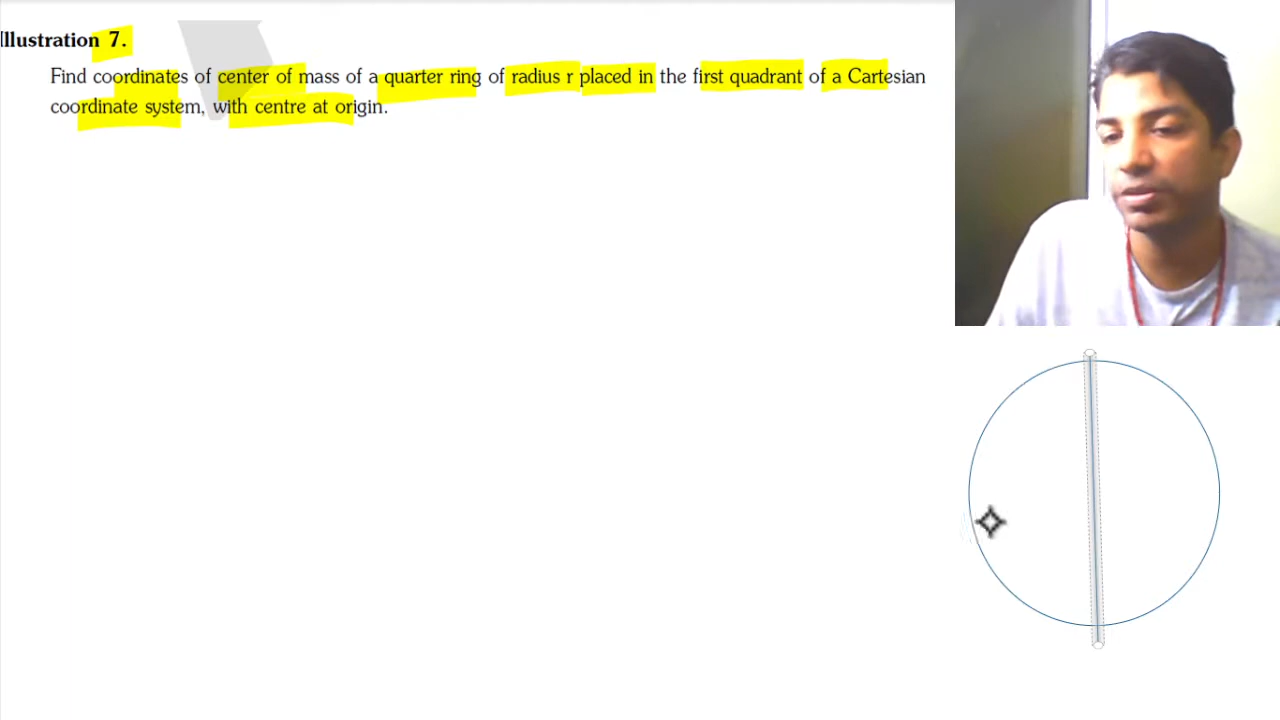 Illustration 7.
Find coordinates of center of mass of a quarter ring of radius r placed in the first quadrant of a Cartesian
coordinate system, with centre at origin.